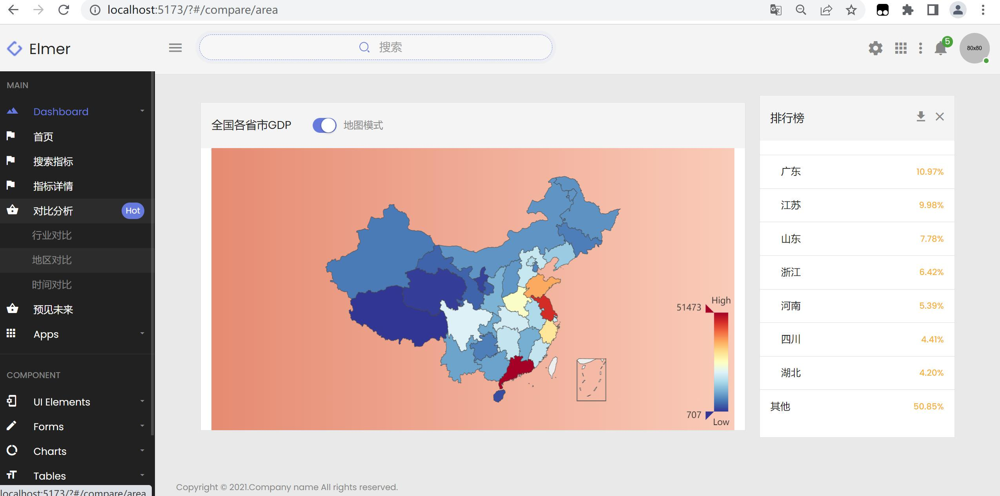 localhost:5173/?#/compare/area
Elmer
搜索
5
80x80
MAIN
Dashboard
首页
搜索指标
指标详情
对比分析 Hot
行业对比
地区对比
时间对比
预见未来
Apps
COMPONENT
UI Elements
Forms
Charts
Tables
localhost:5173/?#/compare/area
全国各省市GDP 地图模式
High
51473
707
Low
排行榜
广东 10.97%
江苏 9.98%
山东 7.78%
浙江 6.42%
河南 5.39%
四川 4.41%
湖北 4.20%
其他 50.85%
Copyright © 2021.Company name All rights reserved.